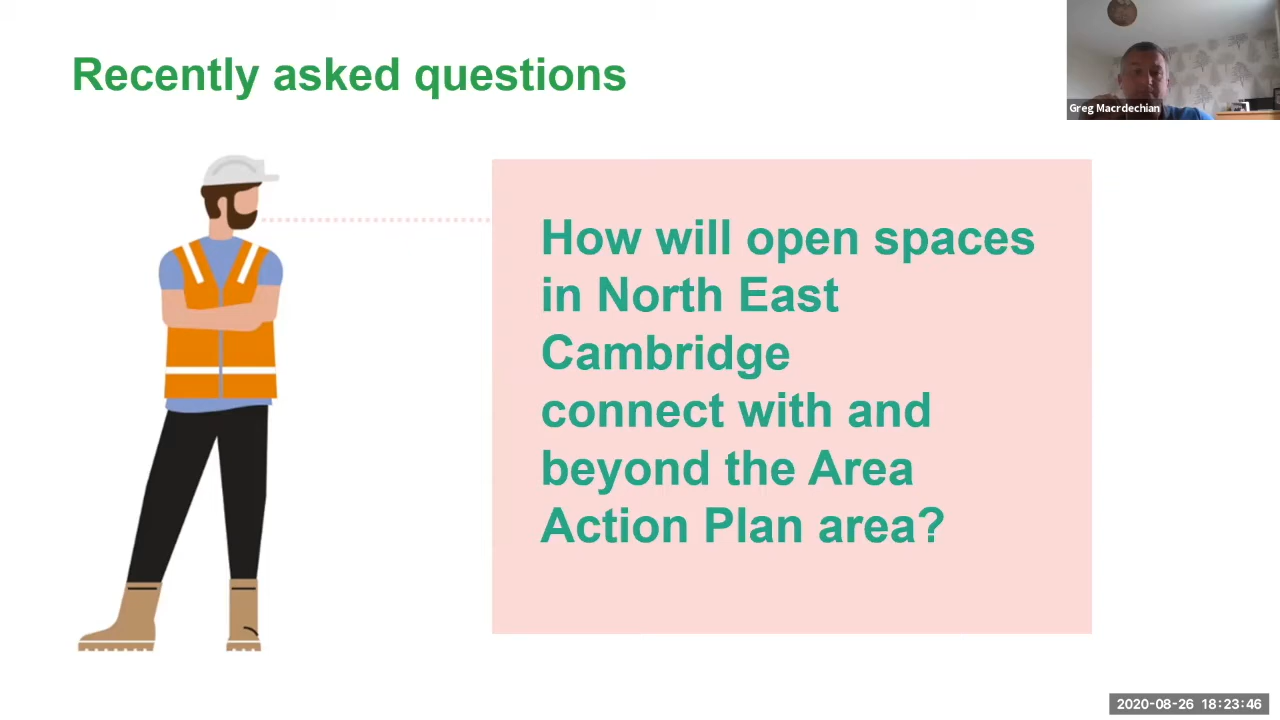 Recently asked questions
Greg Macrdechian
How will open spaces
in North East
Cambridge
connect with and
beyond the Area
Action Plan area?
2020-08-26 18:23:46